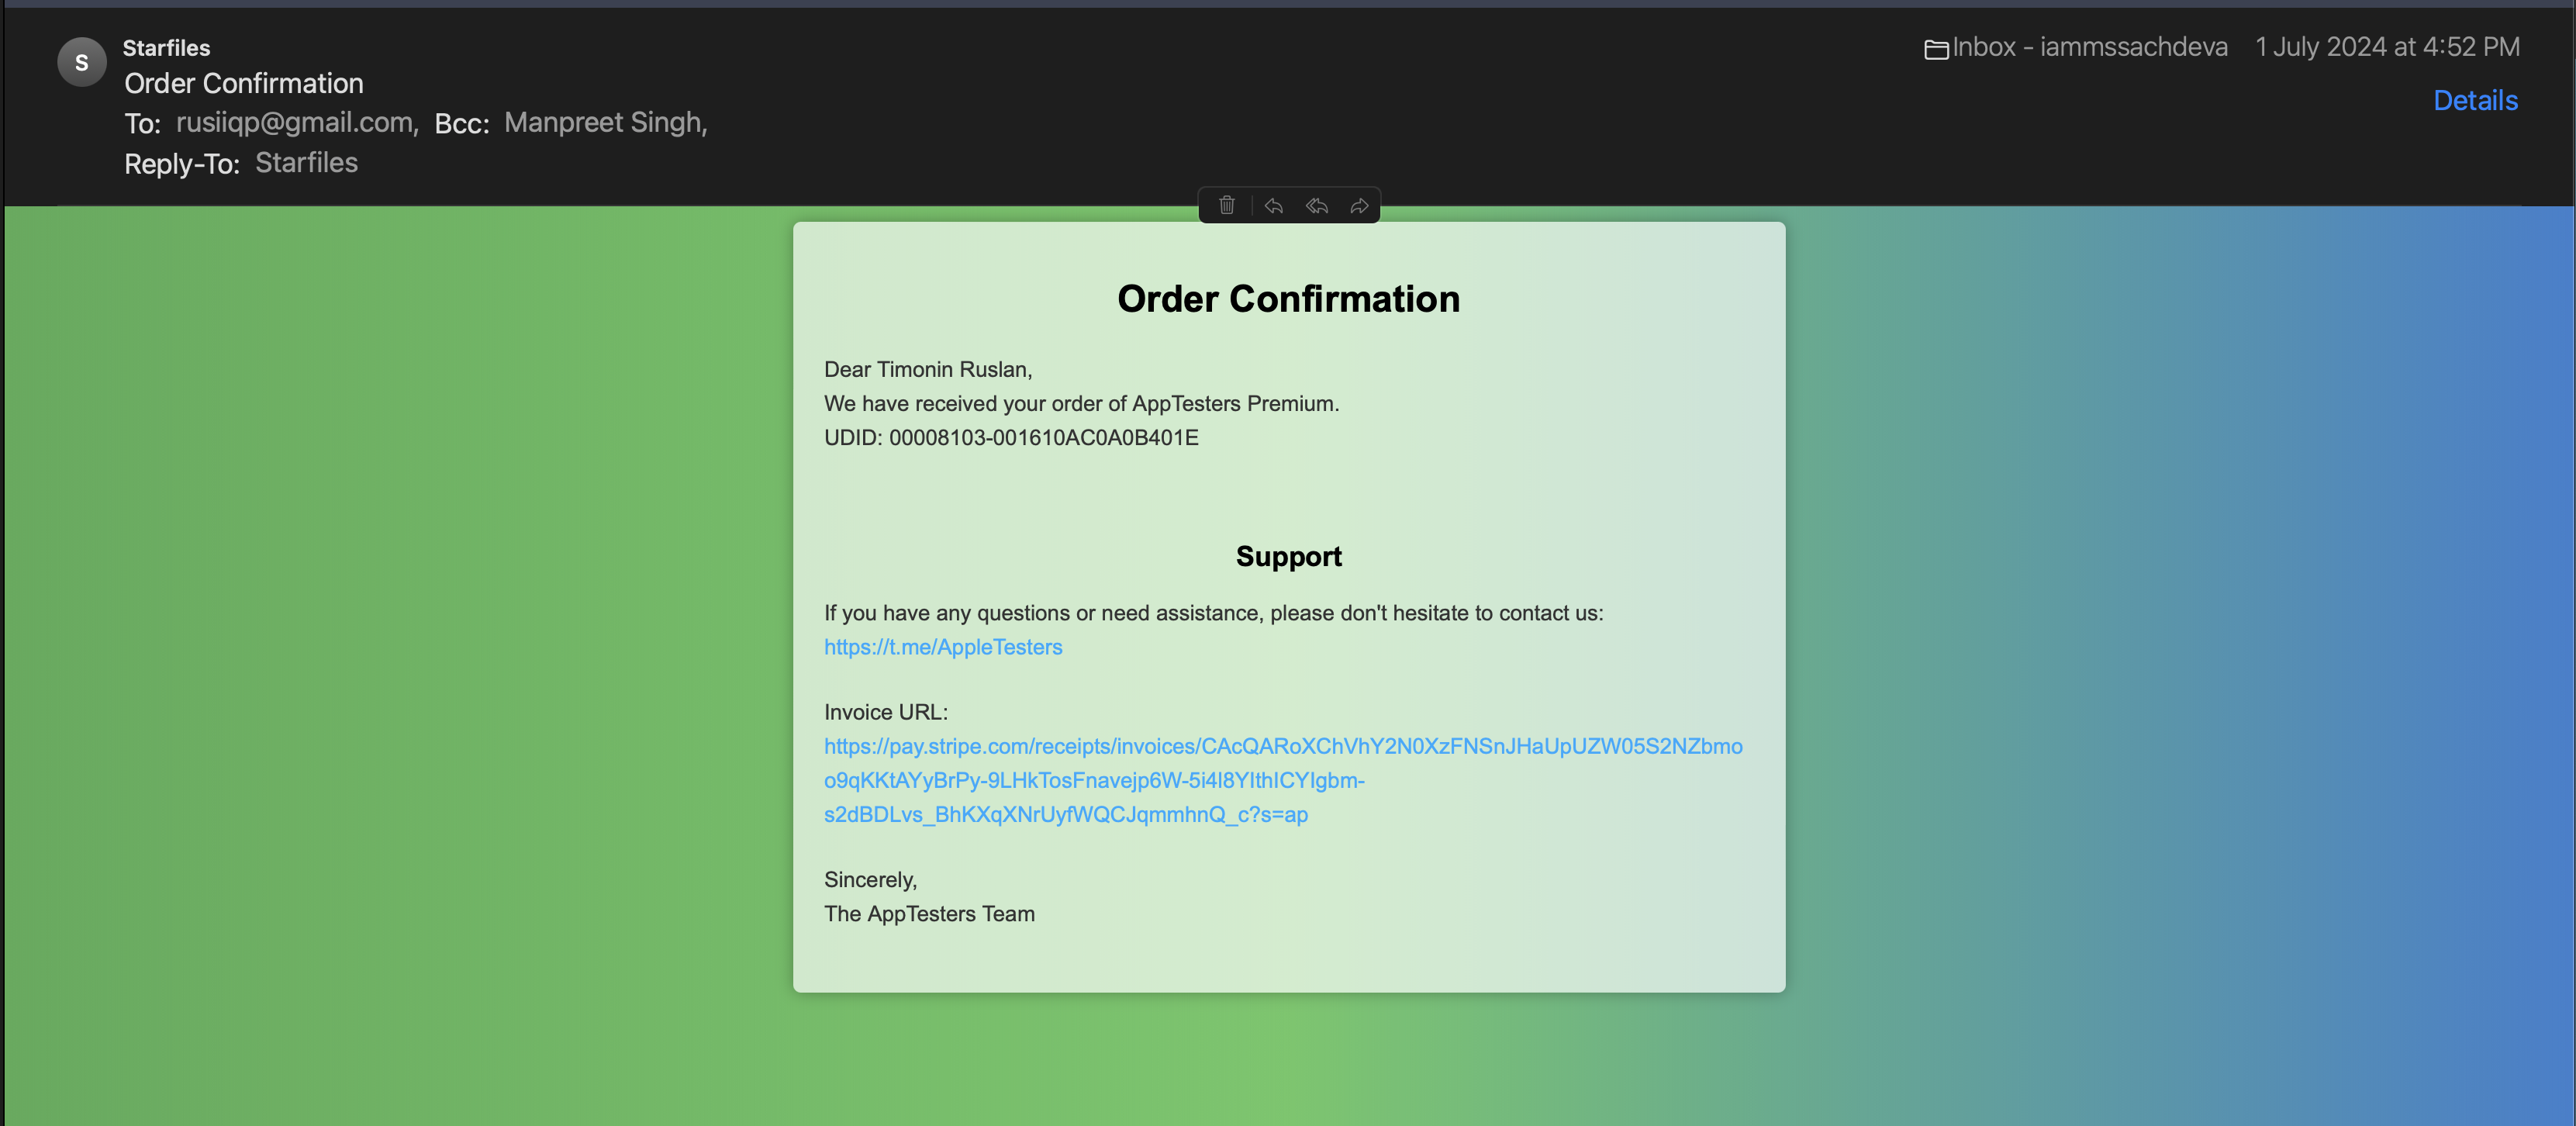 S
Starfiles
Inbox - iammssachdeva 1 July 2024 at 4:52 PM
Order Confirmation
Details
To: rusiiqp@gmail.com, Bcc: Manpreet Singh,
Reply-To: Starfiles
Order Confirmation
Dear Timonin Ruslan,
We have received your order of AppTesters Premium.
UDID: 00008103-001610AC0A0B401E
Support
If you have any questions or need assistance, please don't hesitate to contact us:
https://t.me/AppleTesters
Invoice URL:
https://pay.stripe.com/receipts/invoices/CAcQARoXChVhY2N0XzFNSnJHaUpUZW05S2NZbmo
o9qKKtAYyBrPy-9LHkTosFnavejp6W-5i4l8YIthICYIgbm-
s2dBDLvs_BhKXqXNrUyfWQCJqmmhnQ_c?s=ap
Sincerely,
The AppTesters Team